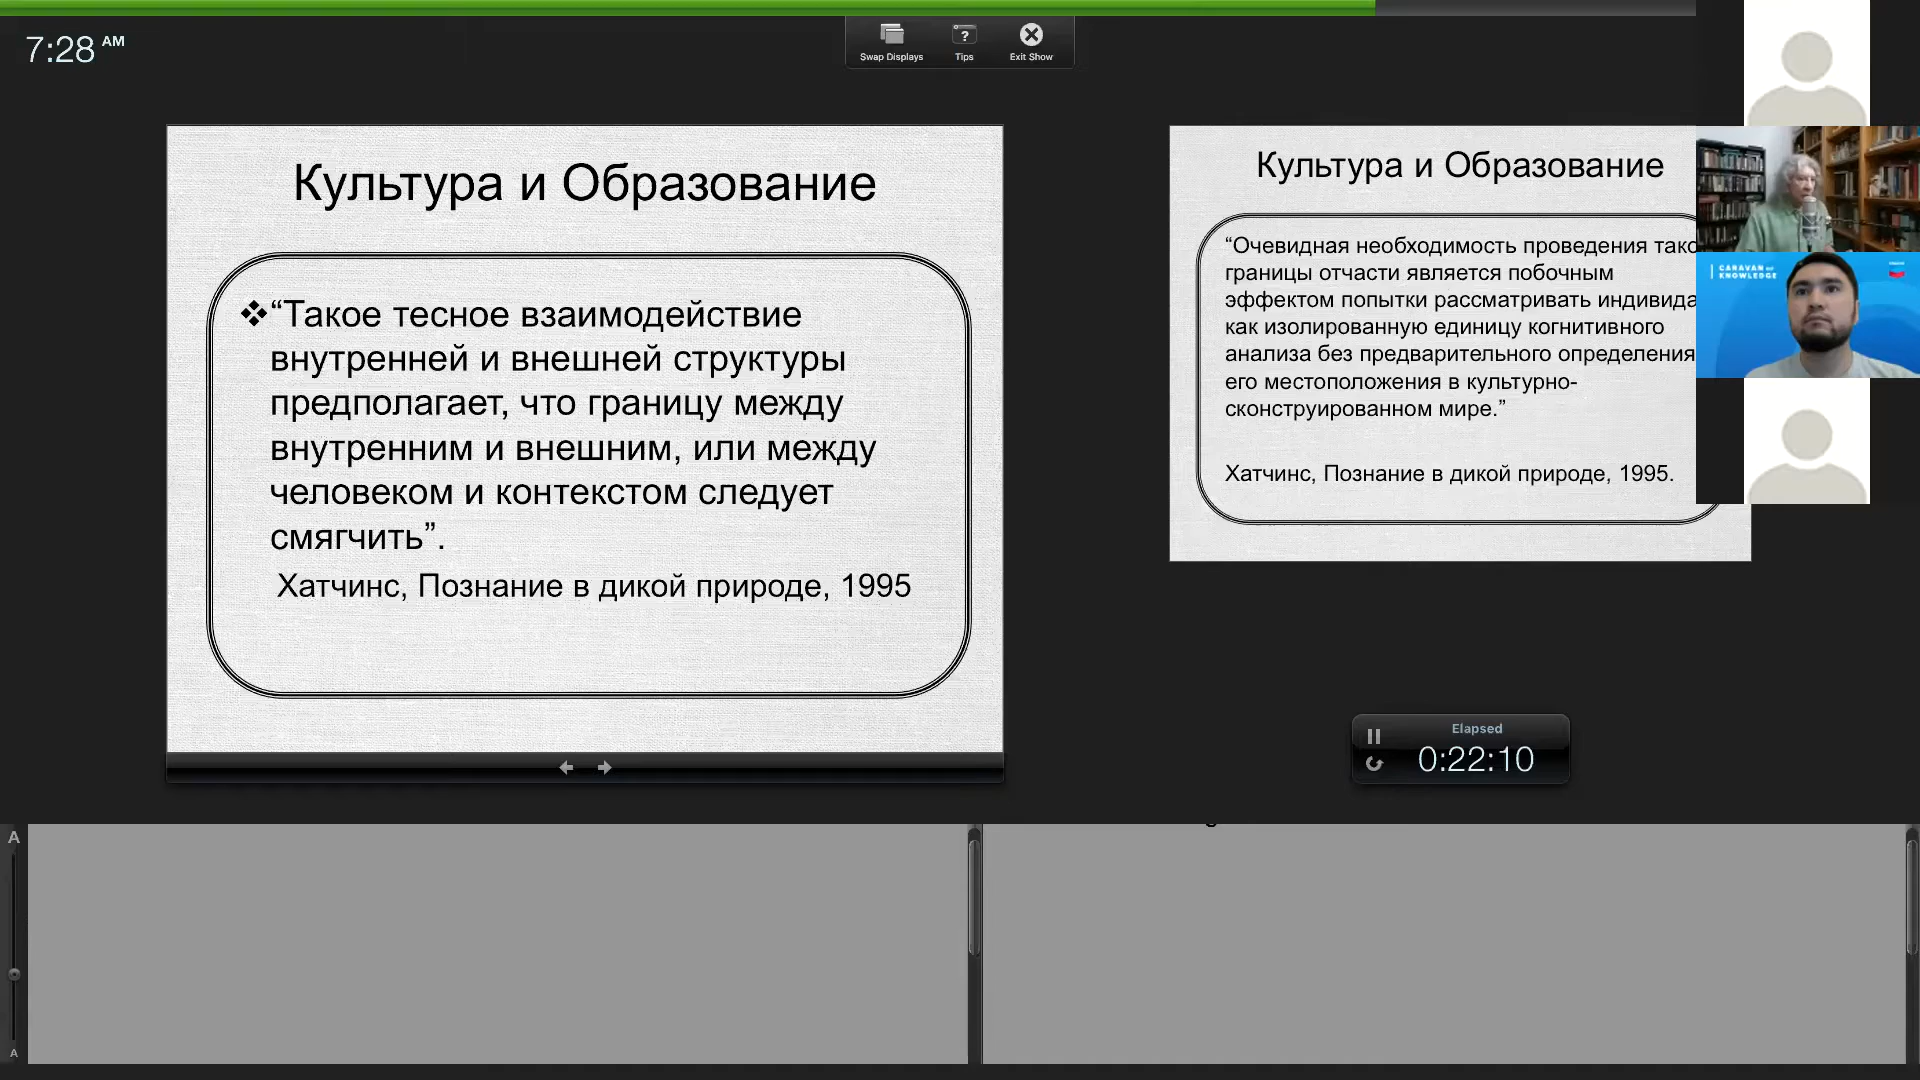 7:28 AM
Swap Displays
Tips
Exit Show
Культура и Образование
❖“Такое тесное взаимодействие
внутренней и внешней структуры
предполагает, что границу между
внутренним и внешним, или между
человеком и контекстом следует
смягчить”.
Хатчинс, Познание в дикой природе, 1995
Культура и Образование
“Очевидная необходимость проведения
границы отчасти является побочным
эффектом попытки рассматривать индивида
как изолированную единицу когнитивного
анализа без предварительного определения
его местоположения в культурно-
сконструированном мире.”
Хатчинс, Познание в дикой природе, 1995.
CARAVAN OF
KNOWLEDGE
Elapsed
0:22:10
A
A